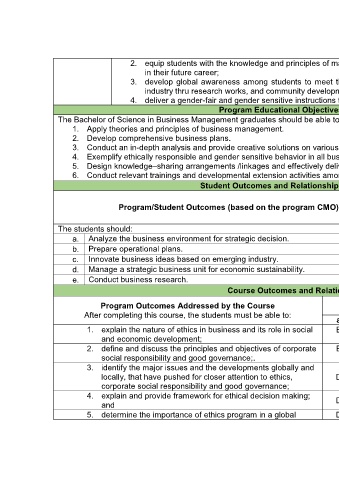 2. equip students with the knowledge and principles of
in their future career;
3. develop global awareness among students to meet
industry thru research works, and community
4. deliver a gender-fair and gender sensitive instructions
Program Educational
The Bachelor of Science in Business Management graduates should be able to
1. Apply theories and principles of business management.
2. Develop comprehensive business plans.
3. Conduct an in-depth analysis and provide creative solutions on various
4. Exemplify ethically responsible and gender sensitive behavior in all
5. Design knowledge–sharing arrangements /linkages and effectively
6. Conduct relevant trainings and developmental extension activities
Student Outcomes and Relationship
Program/Student Outcomes (based on the program CMO)
The students should:
a. Analyze the business environment for strategic decision.
b. Prepare operational plans.
c. Innovate business ideas based on emerging industry.
d. Manage a strategic business unit for economic sustainability.
e. Conduct business research.
Course Outcomes and
Program Outcomes Addressed by the Course
After completing this course, the students must be able to:
1. explain the nature of ethics in business and its role in social
and economic development;
2. define and discuss the principles and objectives of corporate
social responsibility and good governance;.
3. identify the major issues and the developments globally and
locally, that have pushed for closer attention to ethics,
corporate social responsibility and good governance;
4. explain and provide framework for ethical decision making;
and
5. determine the importance of ethics program in a global